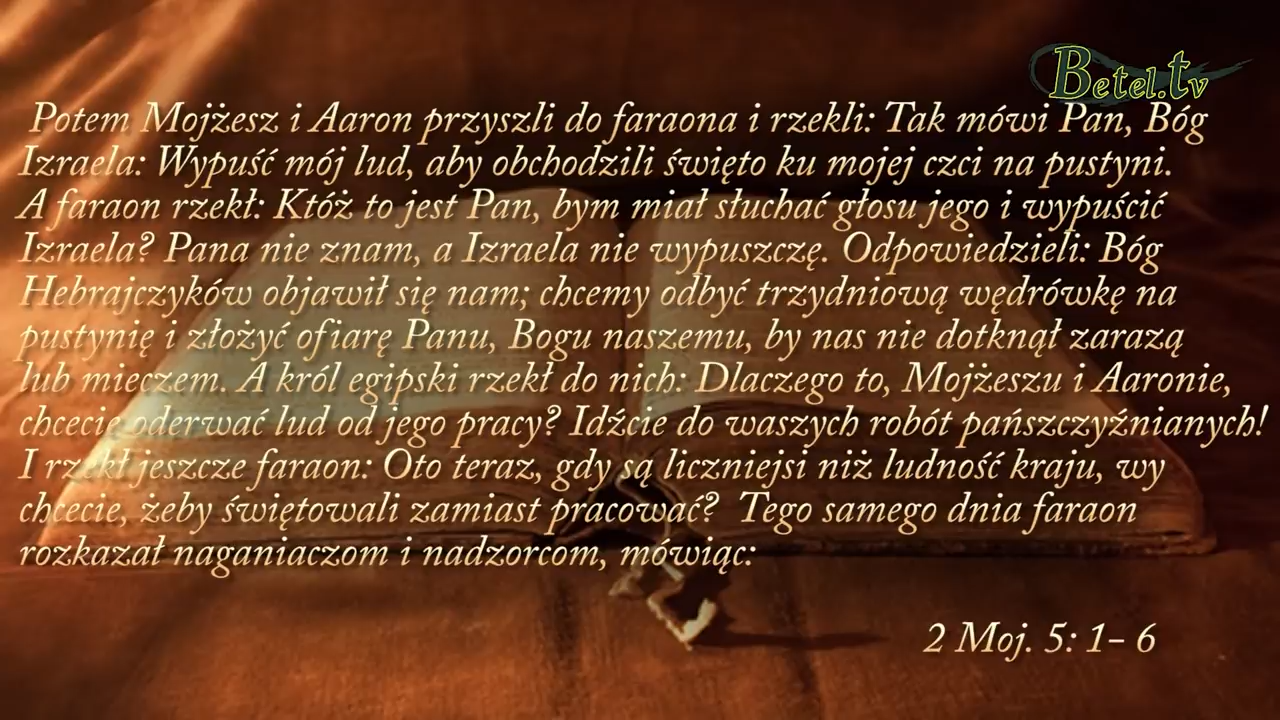 Betel.tv
Potem Mojżesz i Aaron przyszli do faraona i rzekli: Tak mówi Pan, Bóg
Izraela: Wypuść mój lud, aby obchodzili święto ku mojej czci na pustyni.
A faraon rzekł: Któż to jest Pan, bym miał słuchać głosu jego i wypuścić
Izraela? Pana nie znam, a Izraela nie wypuszczę. Odpowiedzieli: Bóg
Hebrajczyków objawił się nam; chcemy odbyć trzydniową wędrówkę na
pustynię i złożyć ofiarę Panu, Bogu naszemu, by nas nie dotknął zarazą
lub mieczem. A król egipski rzekł do nich: Dlaczego to, Mojżeszu i Aaronie,
chcecie oderwać lud od jego pracy? Idźcie do waszych robót pańszczyźnianych!
I rzekł jeszcze faraon: Oto teraz, gdy są liczniejsi niż ludność kraju, wy
chcecie, żeby świętowali zamiast pracować? Tego samego dnia faraon
rozkazał naganiaczom i nadzorcom, mówiąc:
2 Moj. 5: 1- 6